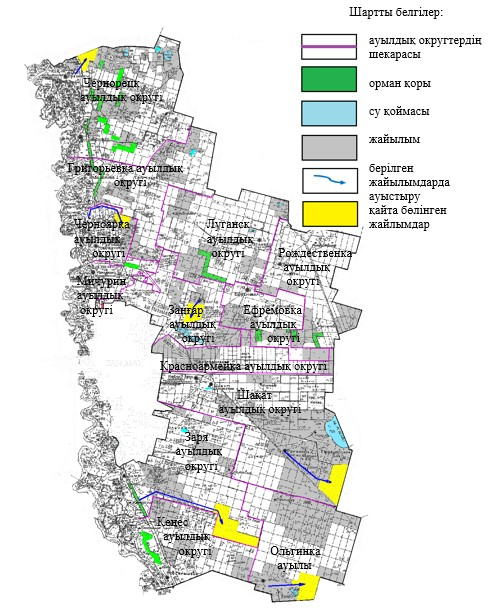 Шартты белгілер:
ауылдық округтердің
шекарасы
орман қоры
су қоймасы
жайылым
берілген
жайылымдарда
ауыстыру
қайта бөлінген
жайылымдар
Чернорецк
ауылдық округі
Григорьевка ауылдық
округі
Черноярка
ауылдық
округі
Луганск
ауылдық
округі
Рождественка
ауылдық
округі
Мичурин
ауылдық
округі
Заңғар
ауылдық
округі
Ефремовка
ауылдық
округі
Красноармейка ауылдық округі
Шақат
ауылдық округі
Заря
ауылдық
округі
Кеңес
ауылдық
округі
Ольгинка
ауылы